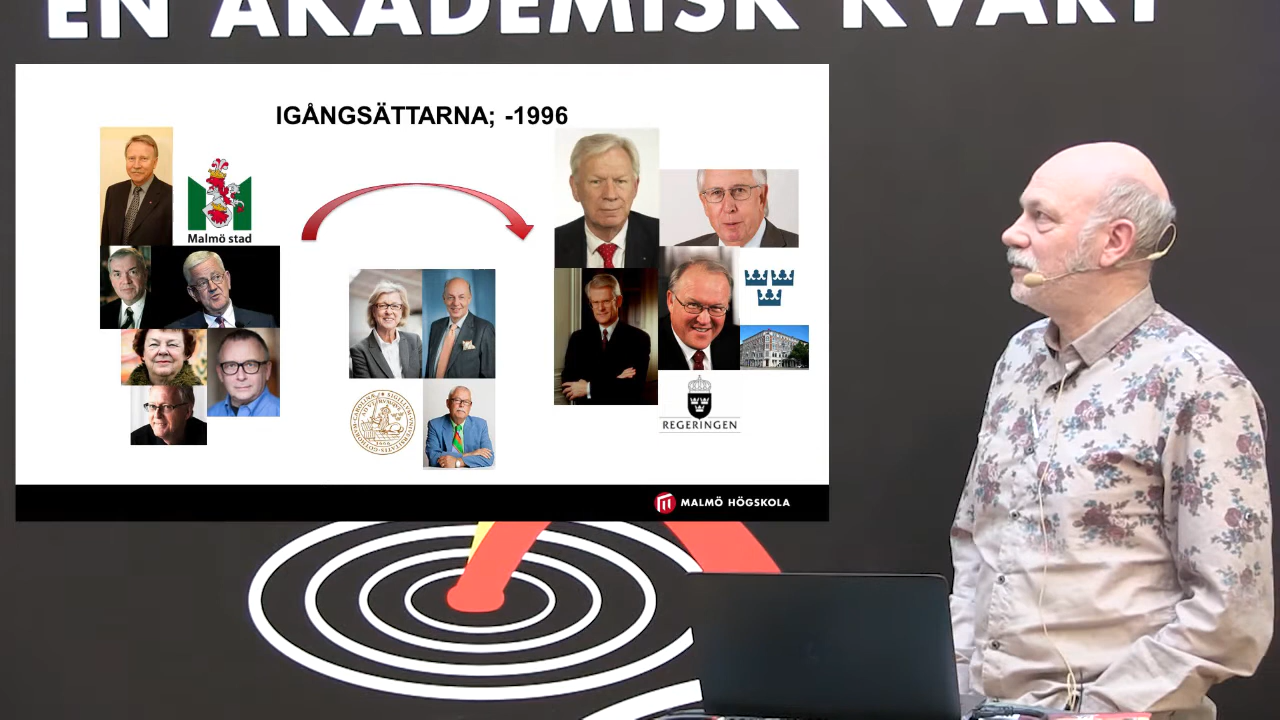 EN AKADEMISK KVART
IGÅNGSÄTTARNA; -1996
Malmö stad
REGERINGEN
MALMÖ HÖGSKOLA